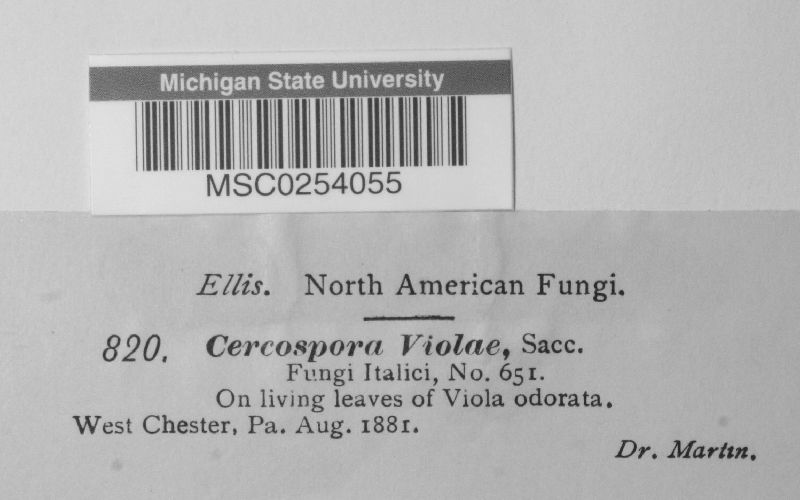 Michigan State University
MSC0254055
Ellis. North American Fungi.
820. Cercospora Violae, Sacc.
Fungi Italici, No. 651.
On living leaves of Viola odorata.
West Chester, Pa. Aug. 1881.
Dr. Martin.